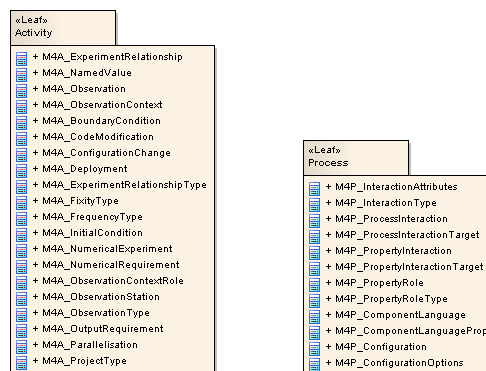 «Leaf»
Activity
+ M4A_ExperimentRelationship
+ M4A_NamedValue
+ M4A_Observation
+ M4A_ObservationContext
+ M4A_BoundaryCondition
+ M4A_CodeModification
+ M4A_ConfigurationChange
+ M4A_Deployment
+ M4A_ExperimentRelationshipType
+ M4A_FixityType
+ M4A_FrequencyType
+ M4A_InitialCondition
+ M4A_NumericalExperiment
+ M4A_NumericalRequirement
+ M4A_ObservationContextRole
+ M4A_ObservationStation
+ M4A_ObservationType
+ M4A_OutputRequirement
+ M4A_Parallelisation
+ M4A_ProjectType
«Leaf»
Process
+ M4P_InteractionAttributes
+ M4P_InteractionType
+ M4P_ProcessInteraction
+ M4P_ProcessInteractionTarget
+ M4P_PropertyInteraction
+ M4P_PropertyInteractionTarget
+ M4P_PropertyRole
+ M4P_PropertyRoleType
+ M4P_ComponentLanguage
+ M4P_ComponentLanguageProp
+ M4P_Configuration
+ M4P_ConfigurationOptions